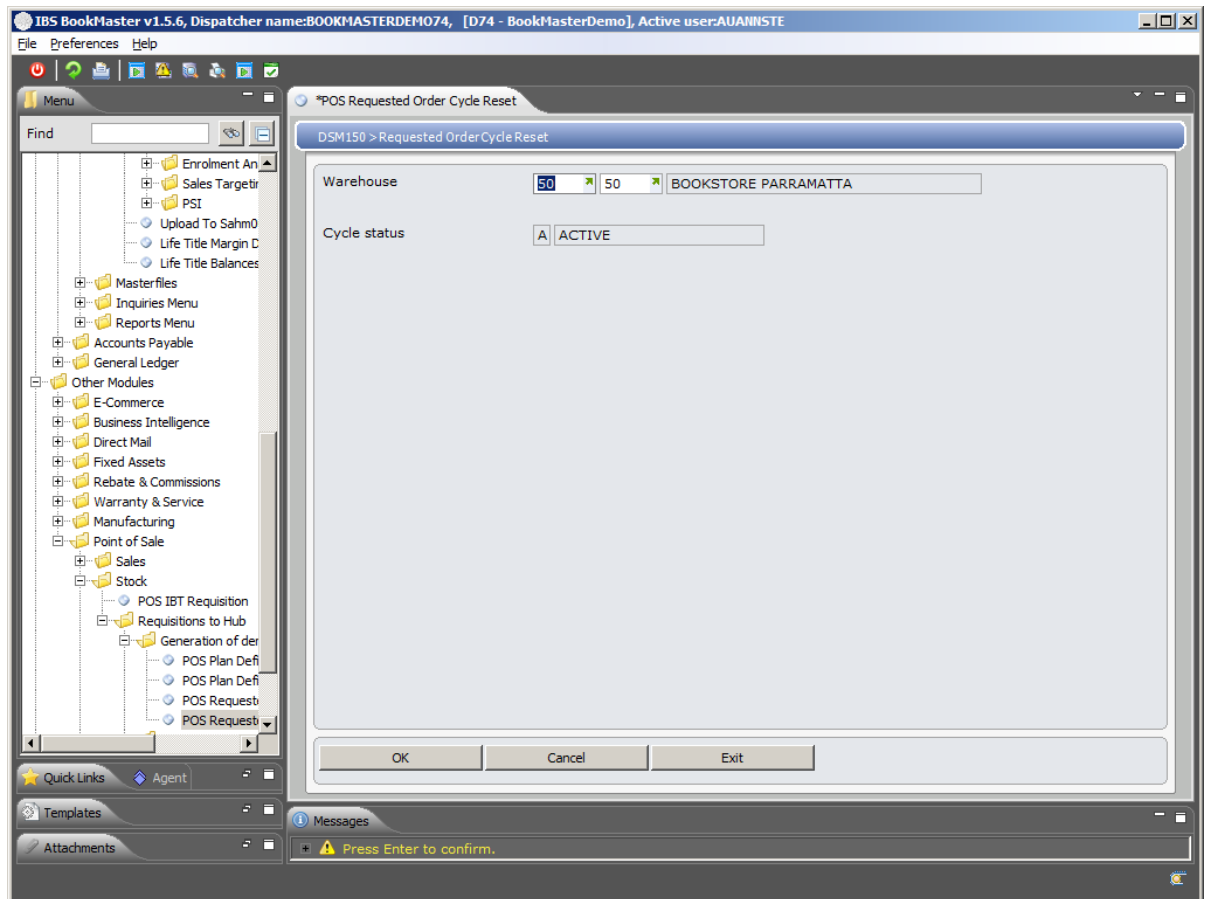 IBS BookMaster v1.5.6, Dispatcher name:BOOKMASTERDEMO74, [D74 - BookMasterDemo], Active user:AUANNSTE
File Preferences Help
Menu
Find
Enrolment An
Sales Targetir
PSI
Upload To Sahm0
Life Title Margin D
Life Title Balances
Masterfiles
Inquiries Menu
Reports Menu
Accounts Payable
General Ledger
Other Modules
E-Commerce
Business Intelligence
Direct Mail
Fixed Assets
Rebate & Commissions
Warranty & Service
Manufacturing
Point of Sale
Sales
Stock
POS IBT Requisition
Requisitions to Hub
Generation of der
POS Plan Defi
POS Plan Defi
POS Requeste
POS Requeste
Quick Links Agent
Templates
Attachments
*POS Requested Order Cycle Reset
DSM150 > Requested Order Cycle Reset
Warehouse 50 50 BOOKSTORE PARRAMATTA
Cycle status A ACTIVE
OK Cancel Exit
Messages
Press Enter to confirm.